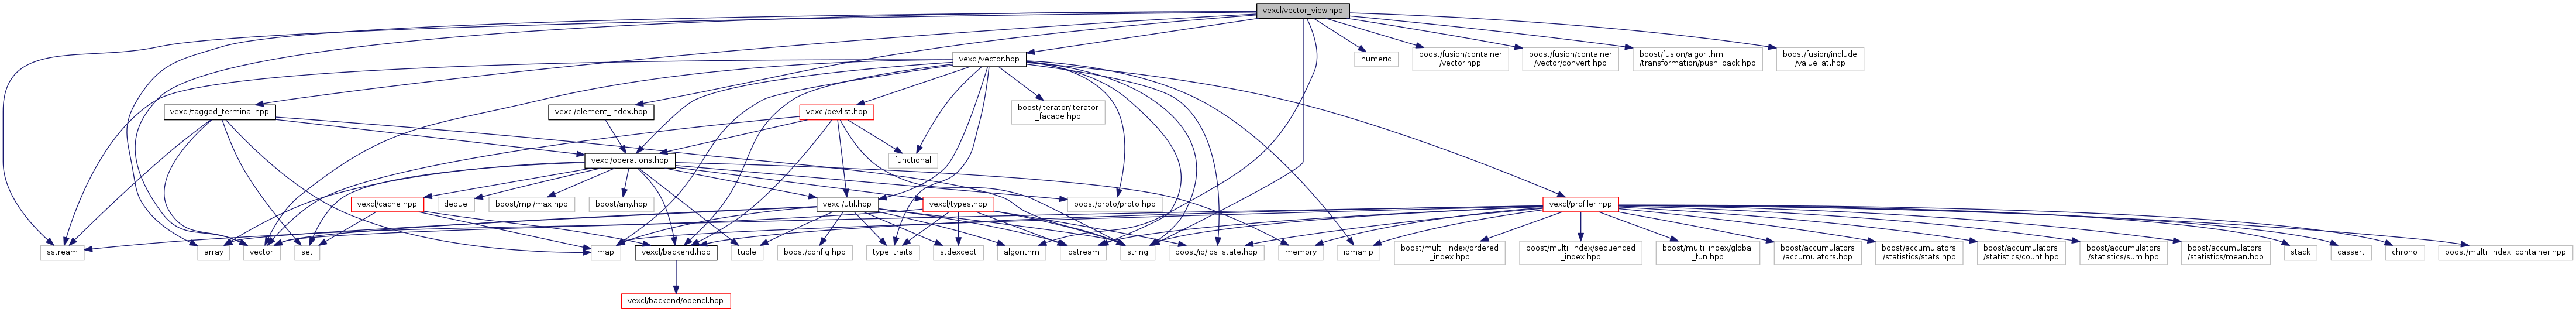 vexcl/vector_view.hpp
vexcl/vector.hpp
numeric
boost/fusion/container
/vector.hpp
boost/fusion/container
/vector/convert.hpp
boost/fusion/algorithm
/transformation/push_back.hpp
boost/fusion/include
/value_at.hpp
vexcl/tagged_terminal.hpp
vexcl/element_index.hpp
vexcl/devlist.hpp
boost/iterator/iterator
_facade.hpp
vexcl/operations.hpp
functional
vexcl/cache.hpp
deque
boost/mpl/max.hpp
boost/any.hpp
vexcl/util.hpp
vexcl/types.hpp
boost/proto/proto.hpp
vexcl/profiler.hpp
sstream
array
vector
set
map
vexcl/backend.hpp
tuple
boost/config.hpp
type_traits
stdexcept
algorithm
iostream
string
boost/io/ios_state.hpp
memory
iomanip
boost/multi_index/ordered
_index.hpp
boost/multi_index/sequenced
_index.hpp
boost/multi_index/global
_fun.hpp
boost/accumulators
/accumulators.hpp
boost/accumulators
/statistics/stats.hpp
boost/accumulators
/statistics/count.hpp
boost/accumulators
/statistics/sum.hpp
boost/accumulators
/statistics/mean.hpp
stack
cassert
chrono
boost/multi_index_container.hpp
vexcl/backend/opencl.hpp